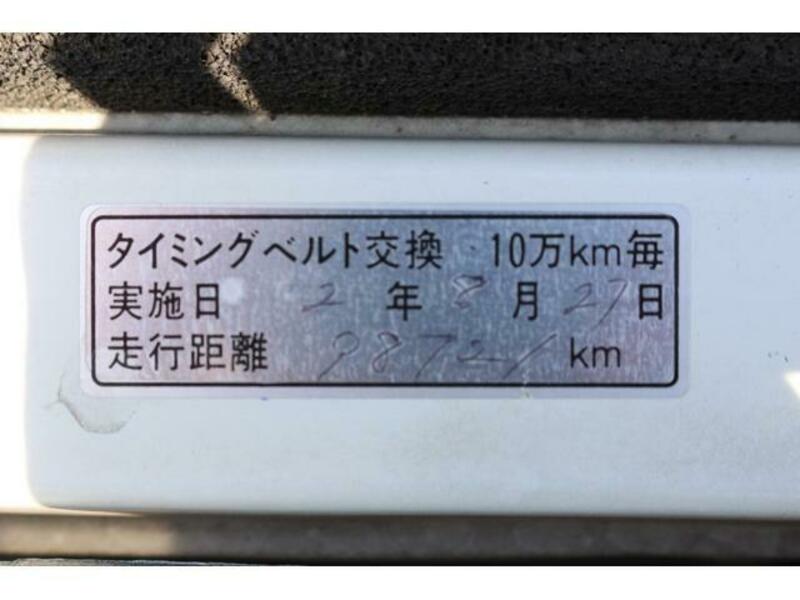 タイミングベルト交換 10万km毎
実施日 2 年 8 月 27 日
走行距離 98721 km